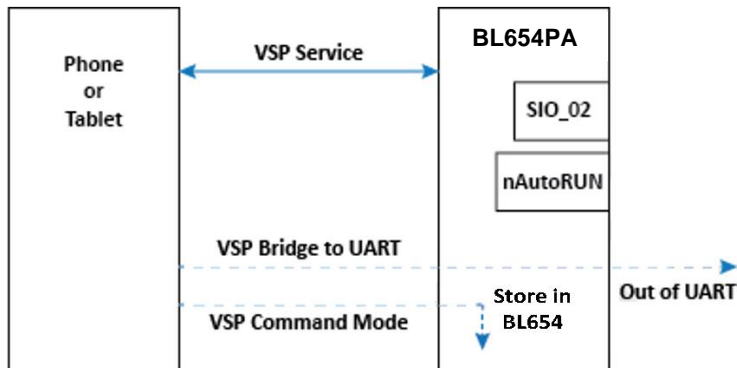 BL654PA
VSP Service
Phone
or
Tablet
SIO_02
nAutoRUN
VSP Bridge to UART
Out of UART
Store in
BL654
VSP Command Mode